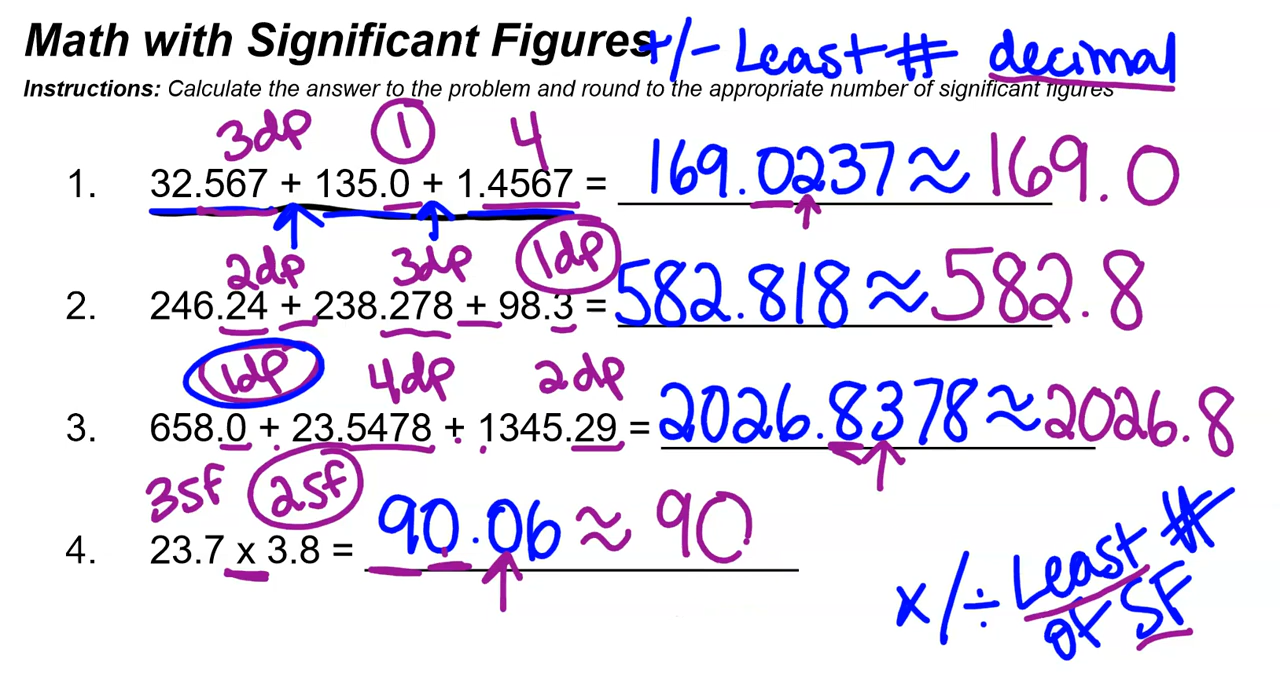 Math with Significant Figures +/- Least # decimal
Instructions: Calculate the answer to the problem and round to the appropriate number of significant figures
3dp 1 4
1. 32.567 + 135.0 + 1.4567 = 169.0237 ≈ 169.0
2dp 3dp 1dp
2. 246.24 + 238.278 + 98.3 = 582.818 ≈ 582.8
1dp 4dp 2dp
3. 658.0 + 23.5478 + 1345.29 = 2026.8378 ≈ 2026.8
3SF 2SF
4. 23.7 x 3.8 = 90.06 ≈ 90.
x/÷ Least #
of SF